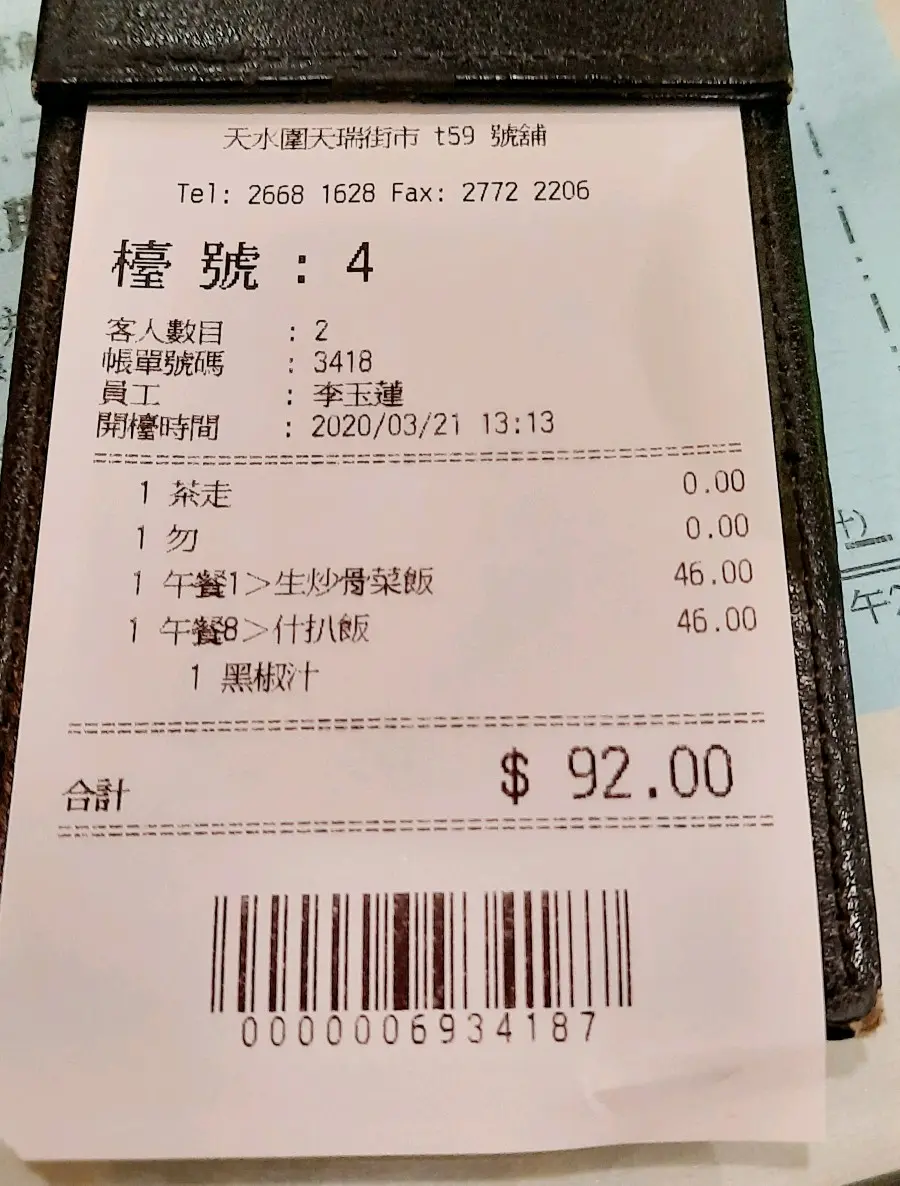 天水圍天瑞街市 t59 號舖
Tel: 2668 1628 Fax: 2772 2206
檯 號 : 4
客人數目 : 2
帳單號碼 : 3418
員工 : 李玉蓮
開檯時間 : 2020/03/21 13:13
1 茶走 0.00
1 勿 0.00
1 午餐1>生炒骨菜飯 46.00
1 午餐8>什扒飯 46.00
1 黑椒汁
合計 $ 92.00
0000006934187